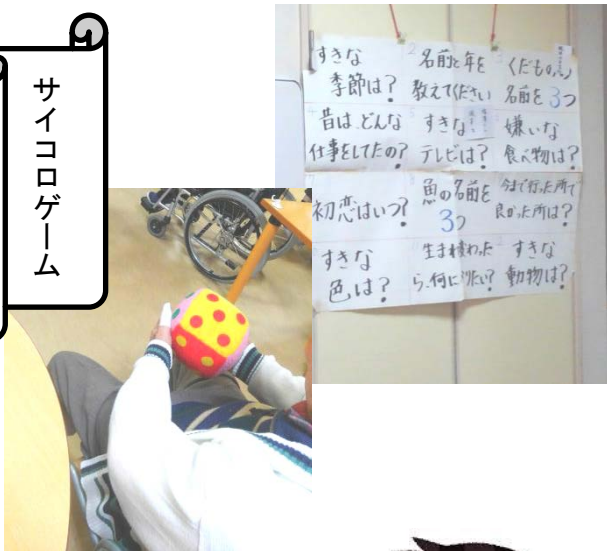 サイコロゲーム
すきな
季節は？
名前と年を
教えてください
くだものの
名前を3つ
昔はどんな
仕事をしてたの？
すきな
テレビは？
嫌いな
食べ物は？
初恋はいつ？
魚の名前を
3つ
今まで行った所で
良かった所は？
すきな
色は？
生まれ変わった
ら、何になりたい？
すきな
動物は？